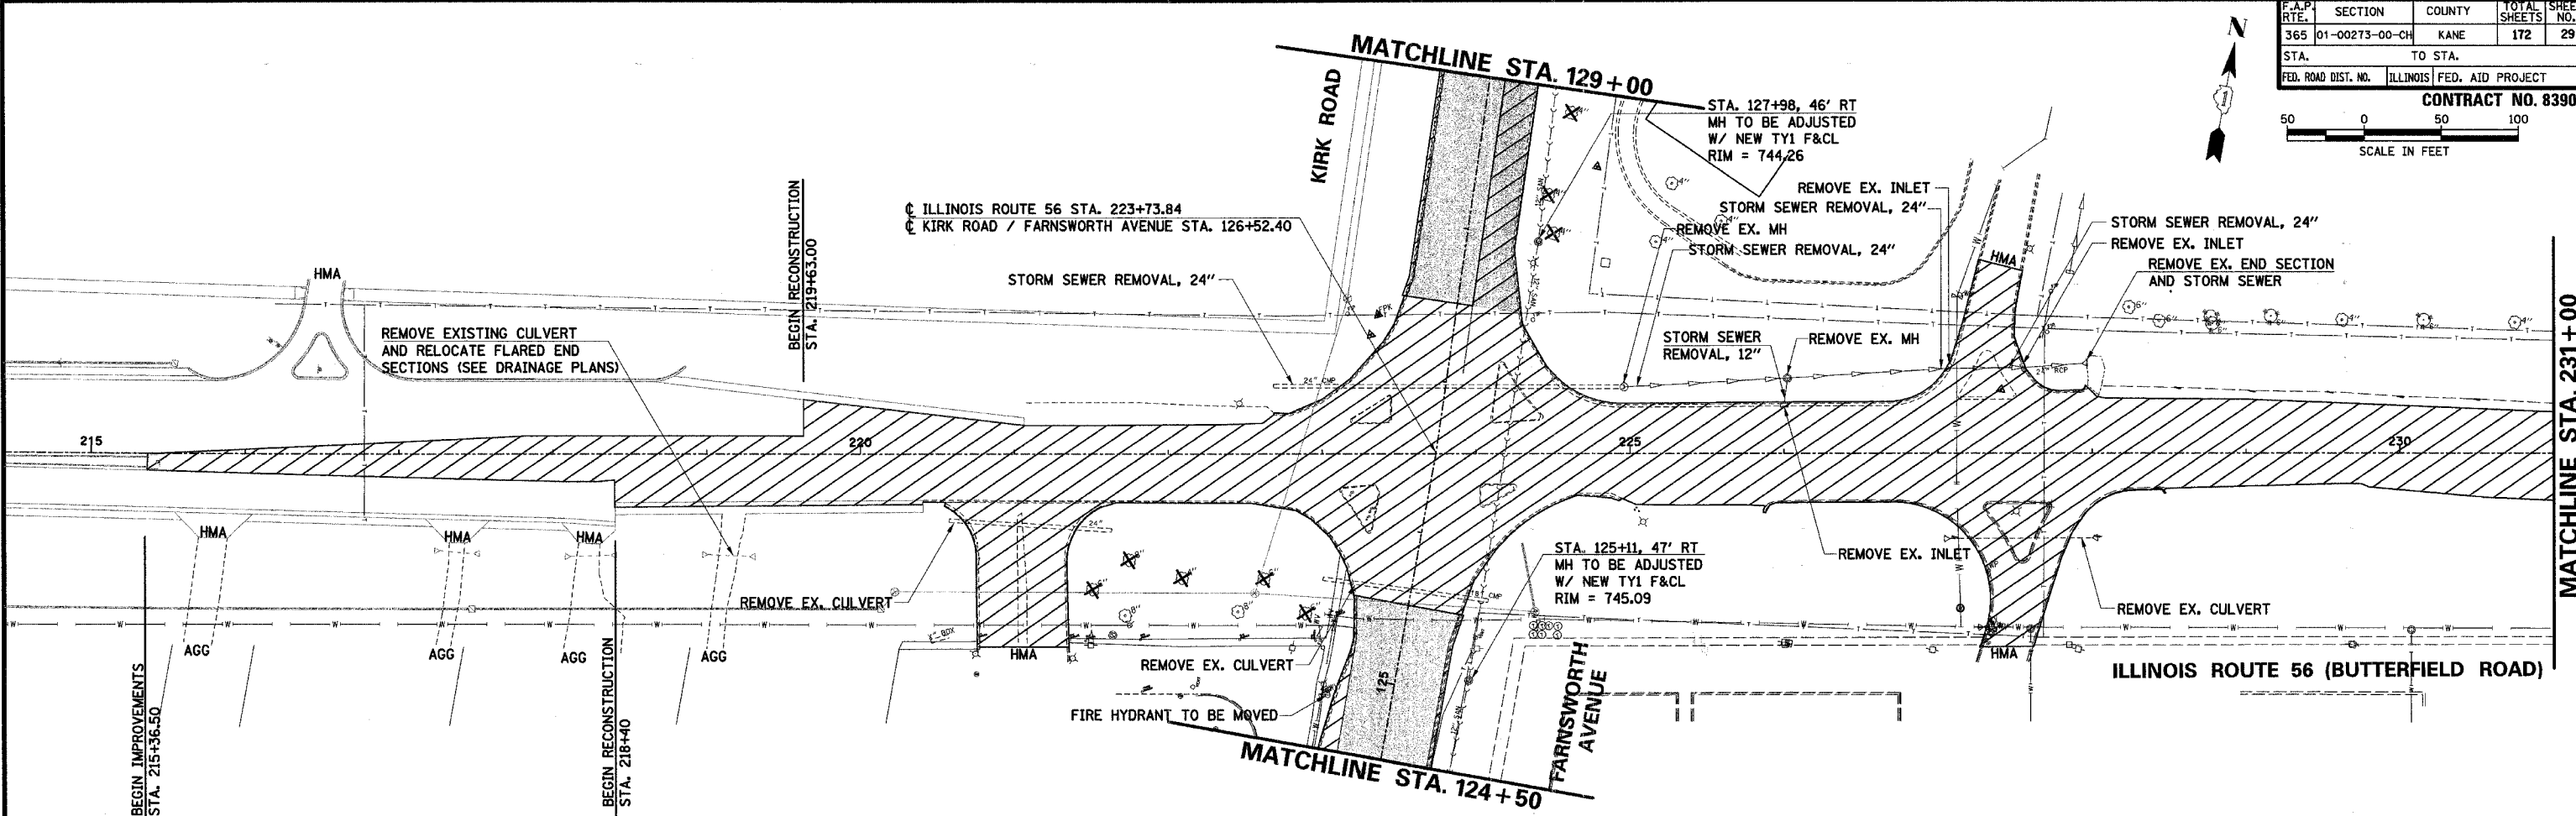 F.A.P. RTE. SECTION COUNTY TOTAL SHEETS SHEE NO.
365 01-00273-00-CH KANE 172 29
STA. TO STA.
FED. ROAD DIST. NO. ILLINOIS FED. AID PROJECT
CONTRACT NO. 8390
N
50 0 50 100
SCALE IN FEET
MATCHLINE STA. 129+00
KIRK ROAD
STA. 127+98, 46' RT
MH TO BE ADJUSTED
W/ NEW TY1 F&CL
RIM = 744.26
℄ ILLINOIS ROUTE 56 STA. 223+73.84
℄ KIRK ROAD / FARNSWORTH AVENUE STA. 126+52.40
STORM SEWER REMOVAL, 24"
REMOVE EX. INLET
STORM SEWER REMOVAL, 24"
REMOVE EX. MH
STORM SEWER REMOVAL, 24"
STORM SEWER REMOVAL, 24"
REMOVE EX. INLET
REMOVE EX. END SECTION
AND STORM SEWER
BEGIN RECONSTRUCTION
STA. 219+63.00
HMA
HMA
REMOVE EXISTING CULVERT
AND RELOCATE FLARED END
SECTIONS (SEE DRAINAGE PLANS)
STORM SEWER
REMOVAL, 12"
REMOVE EX. MH
24" CMP
24" RCP
215
220
225
230
MATCHLINE STA. 231+00
HMA
HMA
HMA
24"
REMOVE EX. CULVERT
STA. 125+11, 47' RT
MH TO BE ADJUSTED
W/ NEW TY1 F&CL
RIM = 745.09
REMOVE EX. INLET
REMOVE EX. CULVERT
AGG
AGG
AGG
AGG
HMA
HMA
REMOVE EX. CULVERT
FIRE HYDRANT TO BE MOVED
125
FARNSWORTH
AVENUE
ILLINOIS ROUTE 56 (BUTTERFIELD ROAD)
BEGIN IMPROVEMENTS
STA. 215+36.50
BEGIN RECONSTRUCTION
STA. 218+40
MATCHLINE STA. 124+50